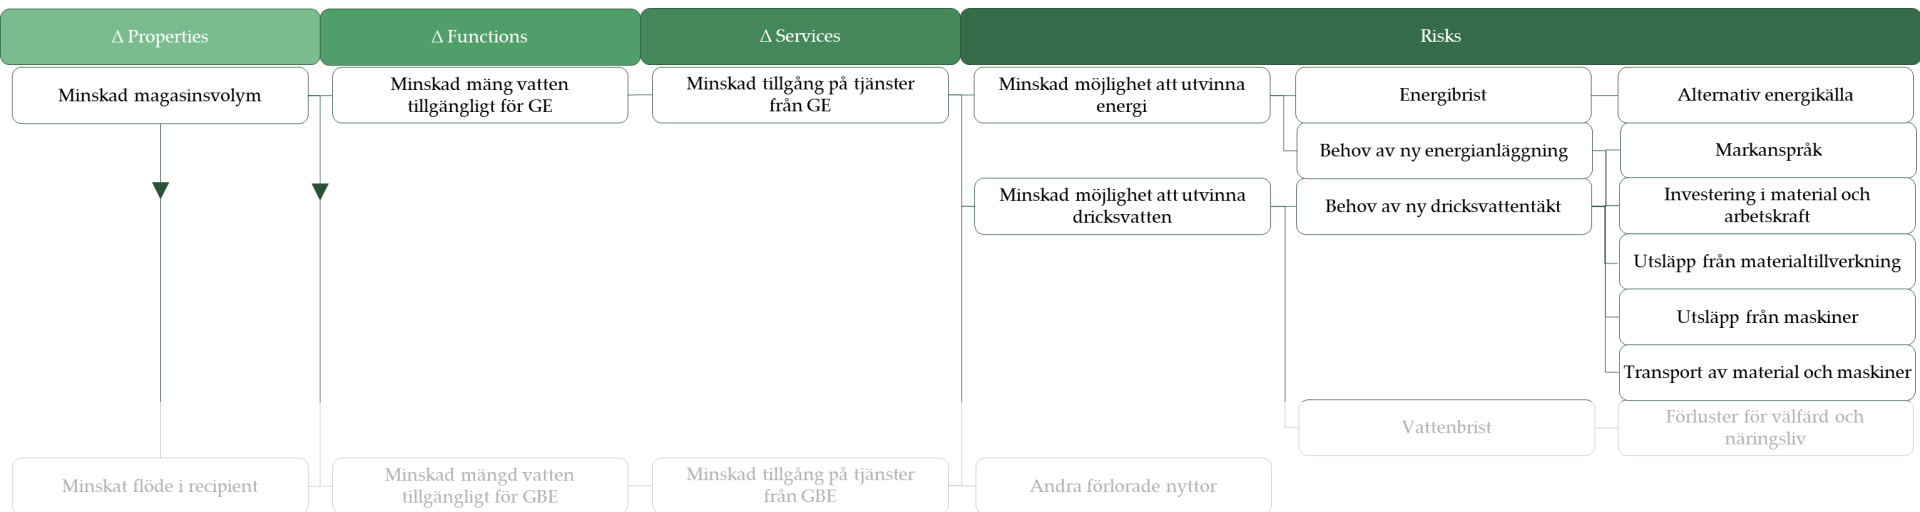 Δ Properties
Δ Functions
Δ Services
Risks
Minskad magasinsvolym
Minskad mäng vatten
tillgängligt för GE
Minskad tillgång på tjänster
från GE
Minskad möjlighet att utvinna
energi
Energibrist
Alternativ energikälla
Behov av ny energianläggning
Markanspråk
Minskad möjlighet att utvinna
dricksvatten
Behov av ny dricksvattentäkt
Investering i material och
arbetskraft
Utsläpp från materialtillverkning
Utsläpp från maskiner
Transport av material och maskiner
Vattenbrist
Förluster för välfärd och
näringsliv
Minskat flöde i recipient
Minskad mängd vatten
tillgängligt för GBE
Minskad tillgång på tjänster
från GBE
Andra förlorade nyttor